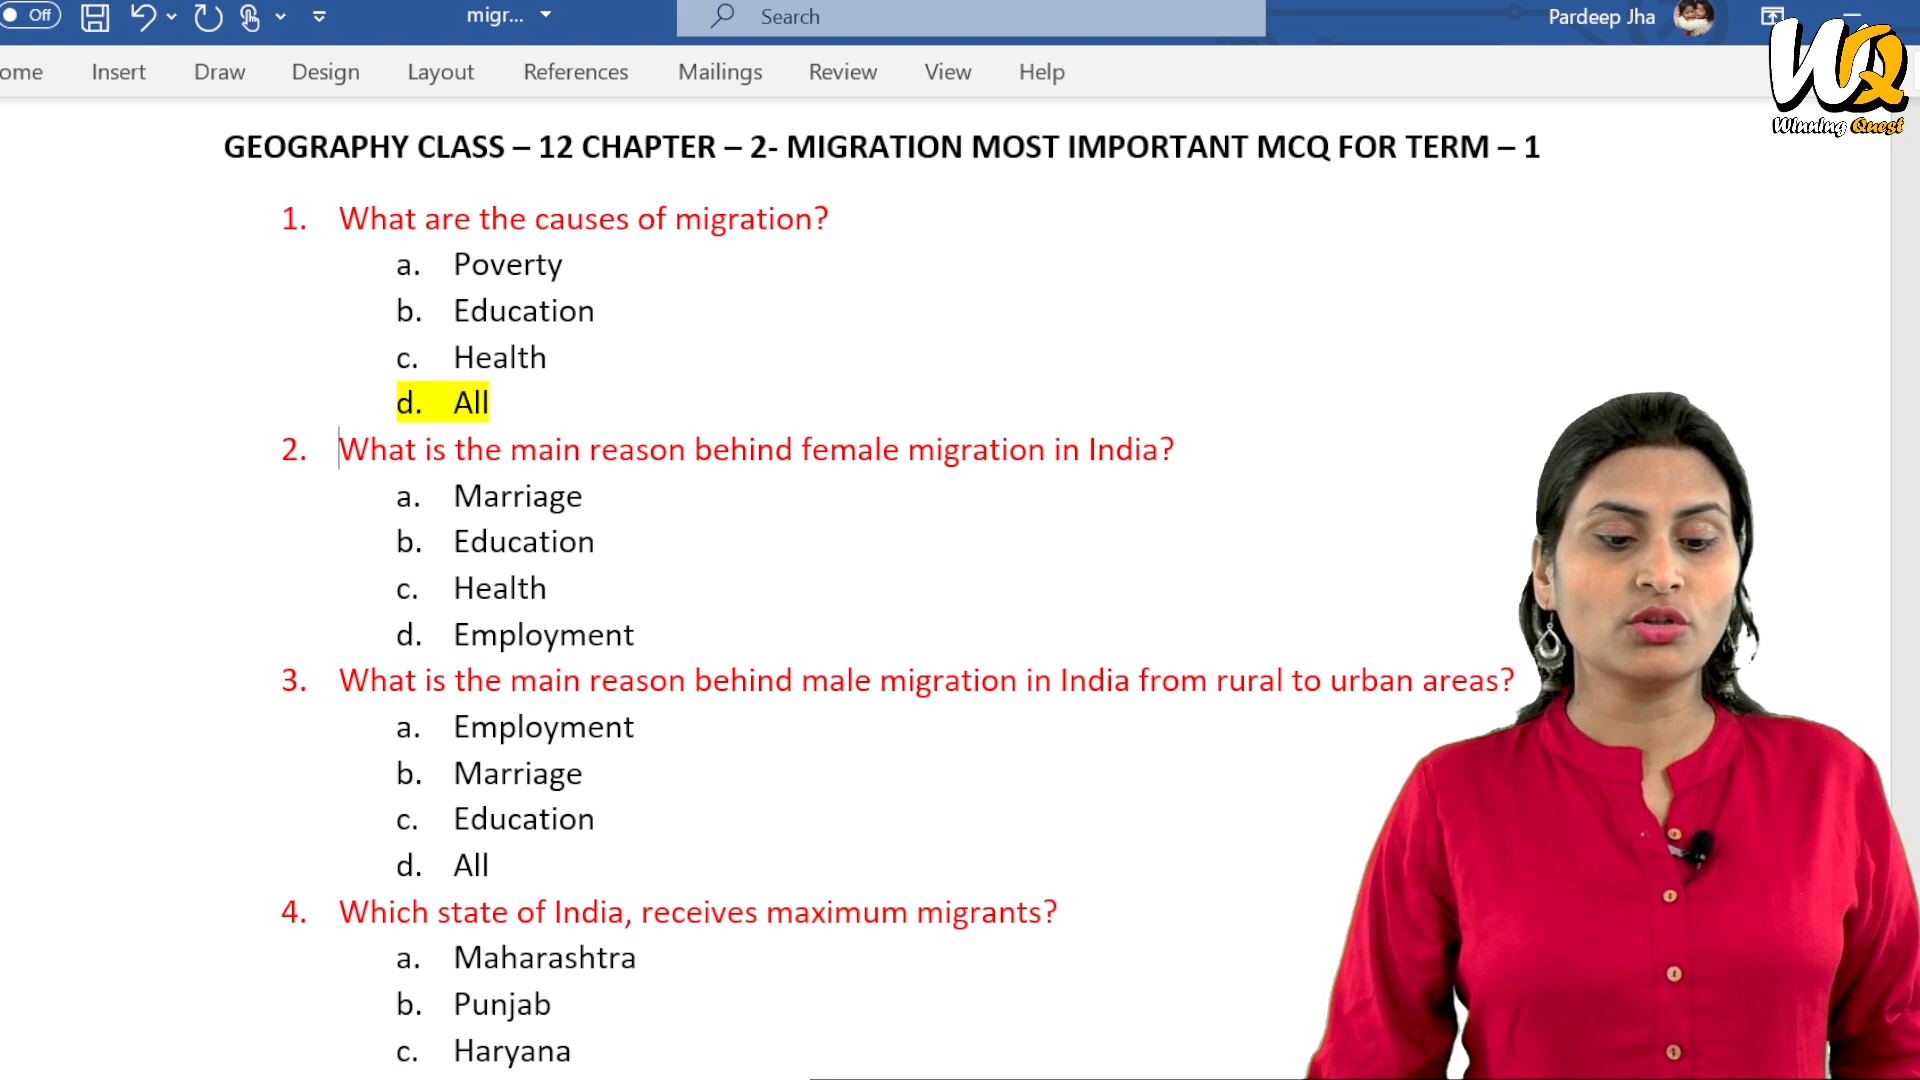 Off
migr...
Search
Pardeep Jha
ome
Insert
Draw
Design
Layout
References
Mailings
Review
View
Help
WQ
Winning Quest
GEOGRAPHY CLASS – 12 CHAPTER – 2- MIGRATION MOST IMPORTANT MCQ FOR TERM – 1
1. What are the causes of migration?
a. Poverty
b. Education
c. Health
d. All
2. What is the main reason behind female migration in India?
a. Marriage
b. Education
c. Health
d. Employment
3. What is the main reason behind male migration in India from rural to urban areas?
a. Employment
b. Marriage
c. Education
d. All
4. Which state of India, receives maximum migrants?
a. Maharashtra
b. Punjab
c. Haryana